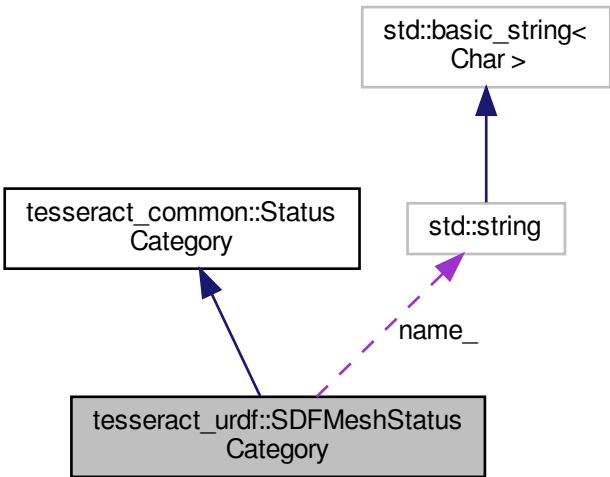 std::basic_string<
Char >
tesseract_common::Status
Category
std::string
name_
tesseract_urdf::SDFMeshStatus
Category